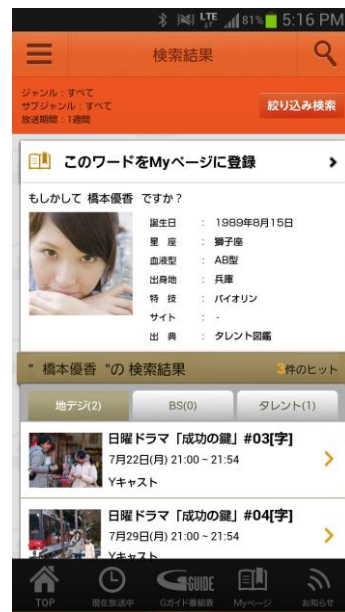 LTE 81% 5:16 PM
検索結果
ジャンル : すべて
サブジャンル : すべて
放送期間 : 1週間
絞り込み検索
このワードをMyページに登録
もしかして 橋本優香 ですか？
誕生日 : 1989年8月15日
星 座 : 獅子座
血液型 : AB型
出身地 : 兵庫
特 技 : バイオリン
サイト : -
出 典 : タレント図鑑
" 橋本優香 "の 検索結果 3件のヒット
地デジ(2) BS(0) タレント(1)
日曜ドラマ「成功の鍵」#03[字]
7月22日(月) 21:00 ~ 21:54
Yキャスト
日曜ドラマ「成功の鍵」#04[字]
7月29日(月) 21:00 ~ 21:54
Yキャスト
TOP 現在放送中 G-GUIDE Gガイド番組表 Myページ お知らせ